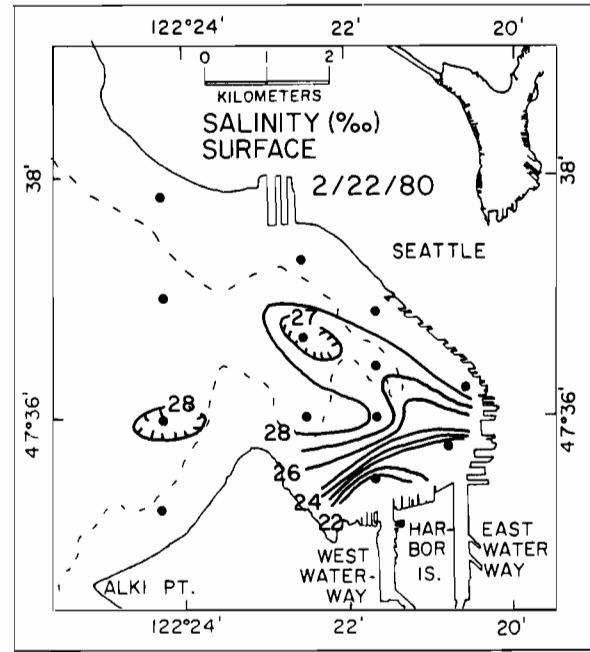 122°24' 22' 20'
0 1 2
KILOMETERS
SALINITY (‰)
SURFACE
2/22/80
38' 38'
SEATTLE
27
28
47°36' 47°36'
28
26
24
22
WEST
WATER-
WAY
HAR-
BOR
IS.
EAST
WATER
WAY
ALKI PT.
122°24' 22' 20'